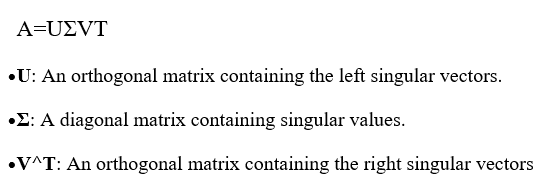 A=UΣVT
•U: An orthogonal matrix containing the left singular vectors.
•Σ: A diagonal matrix containing singular values.
•V^T: An orthogonal matrix containing the right singular vectors